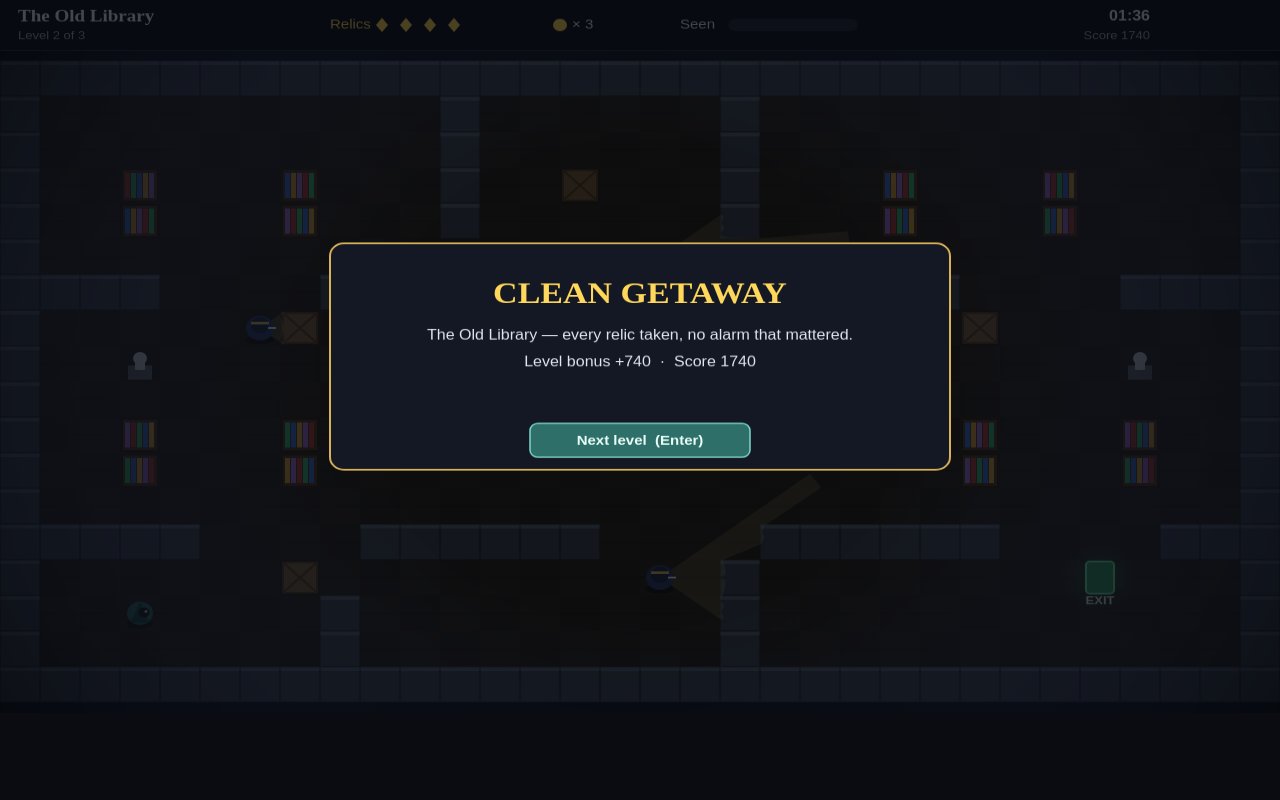 The Old Library
Level 2 of 3
Relics
× 3
Seen
01:36
Score 1740
CLEAN GETAWAY
The Old Library — every relic taken, no alarm that mattered.
Level bonus +740 · Score 1740
Next level (Enter)
EXIT